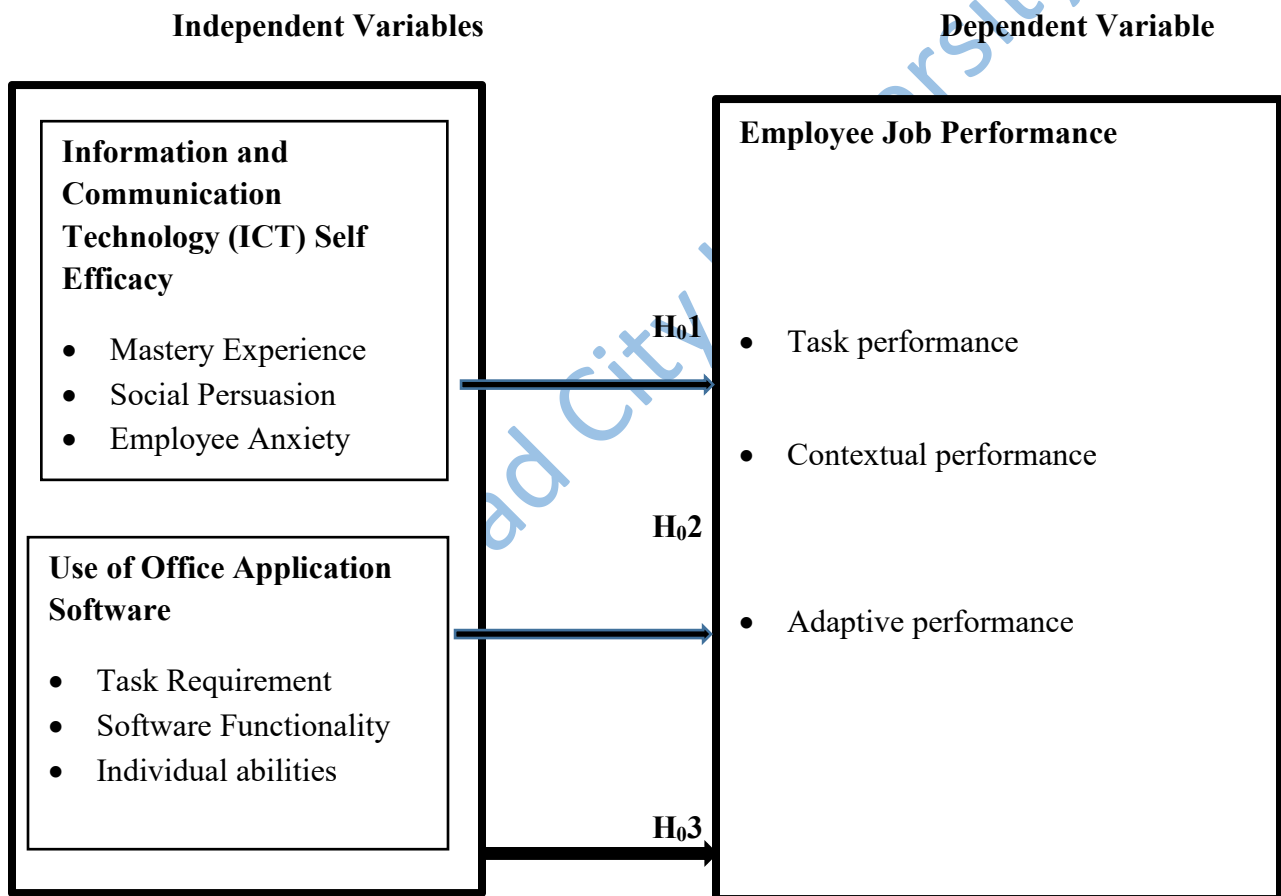 Independent Variables
Dependent Variable
Information and
Communication
Technology (ICT) Self
Efficacy
• Mastery Experience
• Social Persuasion
• Employee Anxiety
Use of Office Application
Software
• Task Requirement
• Software Functionality
• Individual abilities
H₀1
H₀2
H₀3
Employee Job Performance
• Task performance
• Contextual performance
• Adaptive performance
City